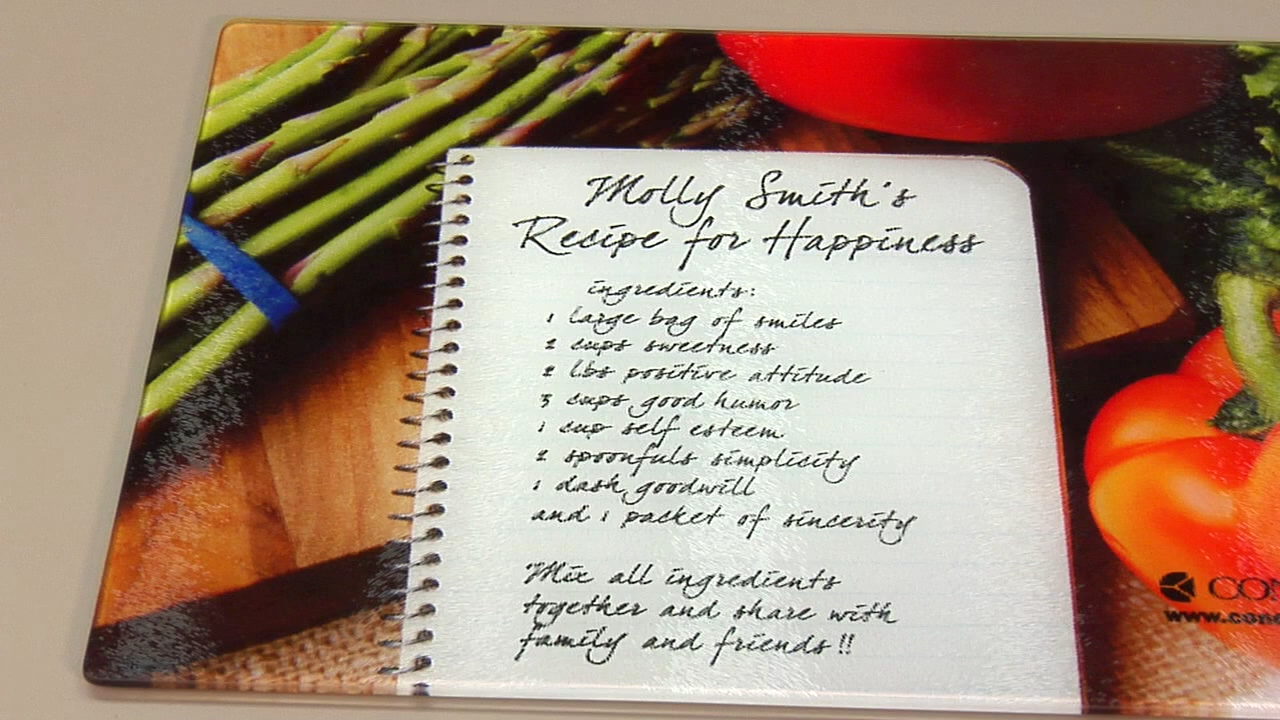 Molly Smith's
Recipe for Happiness
ingredients:
1 large bag of smiles
2 cups sweetness
2 lbs positive attitude
3 cups good humor
1 cup self esteem
2 spoonfuls simplicity
1 dash goodwill
and 1 packet of sincerity
Mix all ingredients
together and share with
family and friends!!